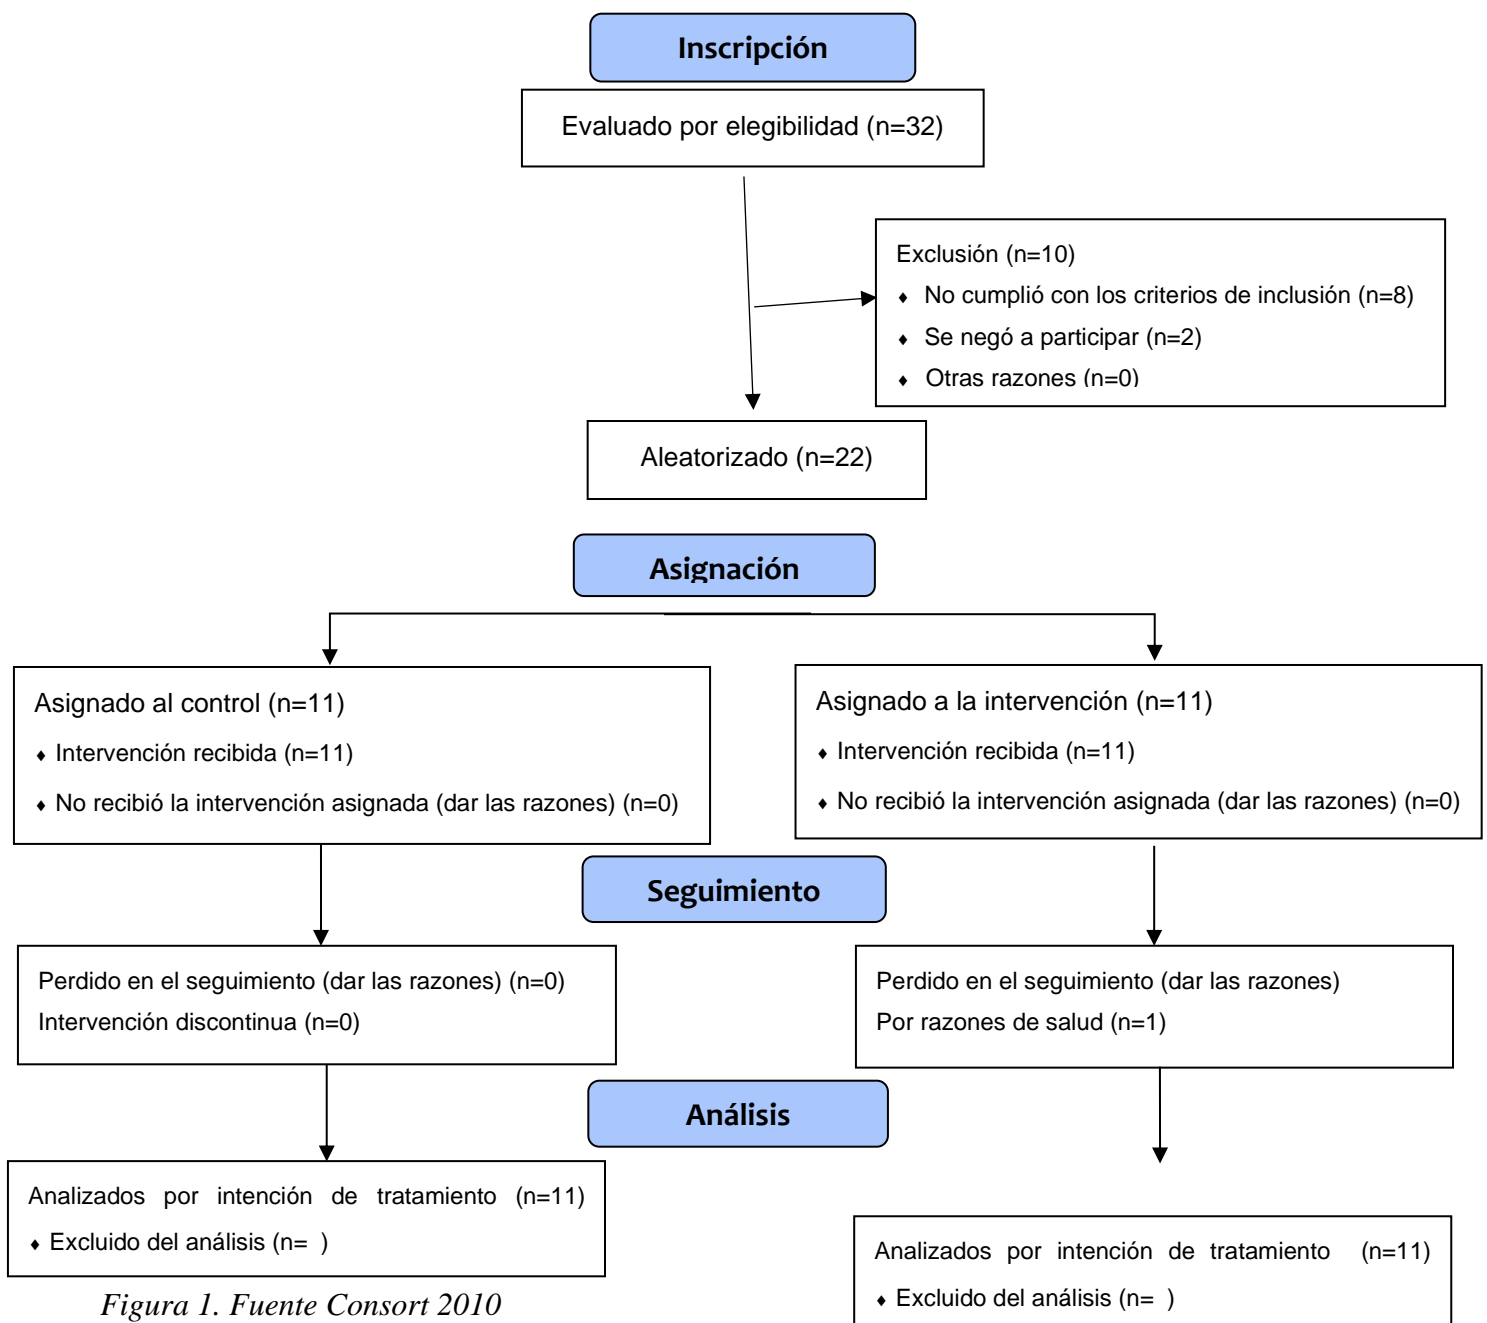 Inscripción
Evaluado por elegibilidad (n=32)
Exclusión (n=10)
♦ No cumplió con los criterios de inclusión (n=8)
♦ Se negó a participar (n=2)
♦ Otras razones (n=0)
Aleatorizado (n=22)
Asignación
Asignado al control (n=11)
♦ Intervención recibida (n=11)
♦ No recibió la intervención asignada (dar las razones) (n=0)
Asignado a la intervención (n=11)
♦ Intervención recibida (n=11)
♦ No recibió la intervención asignada (dar las razones) (n=0)
Seguimiento
Perdido en el seguimiento (dar las razones) (n=0)
Intervención discontinua (n=0)
Perdido en el seguimiento (dar las razones)
Por razones de salud (n=1)
Análisis
Analizados por intención de tratamiento (n=11)
♦ Excluido del análisis (n= )
Analizados por intención de tratamiento (n=11)
♦ Excluido del análisis (n= )
Figura 1. Fuente Consort 2010